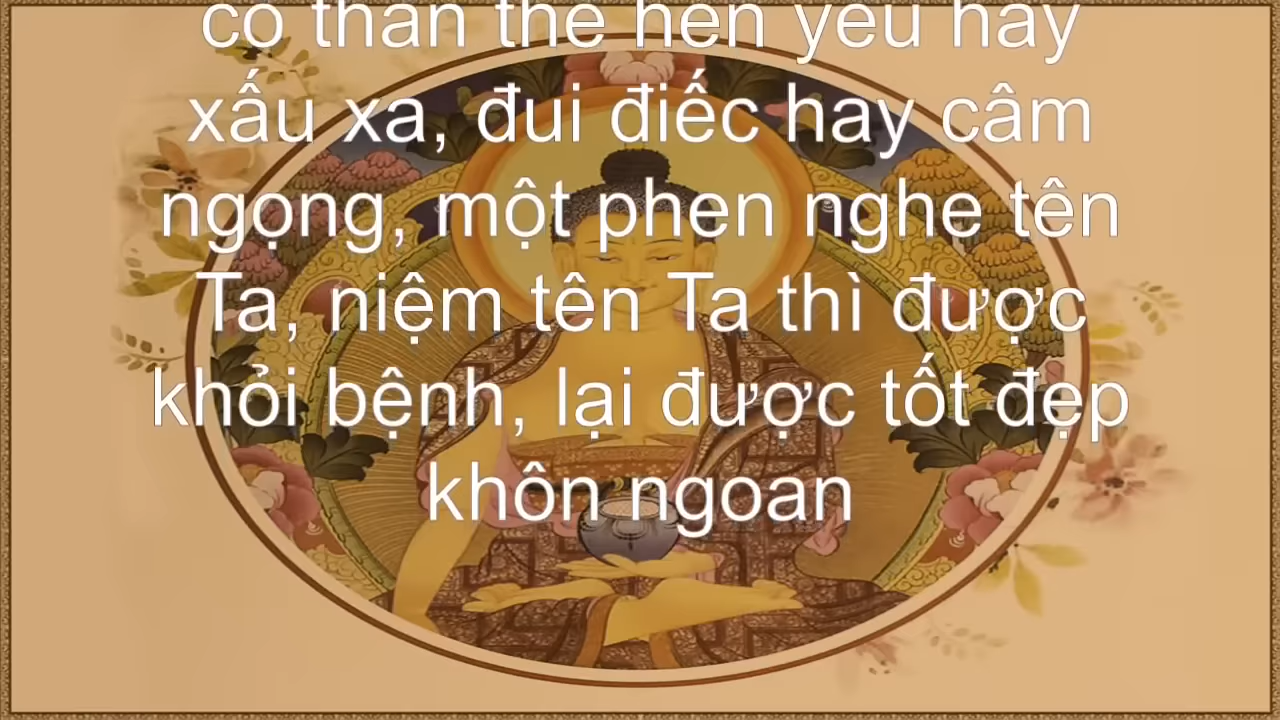 có thân thể hèn yếu hay
xấu xa, đui điếc hay câm
ngọng, một phen nghe tên
Ta, niệm tên Ta thì được
khỏi bệnh, lại được tốt đẹp
khôn ngoan